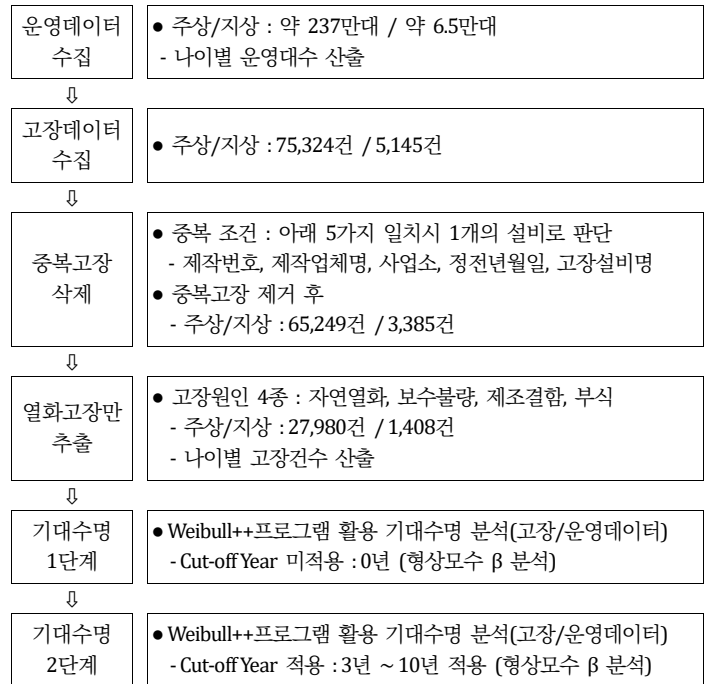 운영데이터
수집
● 주상/지상 : 약 237만대 / 약 6.5만대
- 나이별 운영대수 산출
⇩
고장데이터
수집
● 주상/지상 : 75,324건 / 5,145건
⇩
중복고장
삭제
● 중복 조건 : 아래 5가지 일치시 1개의 설비로 판단
- 제작번호, 제작업체명, 사업소, 정전년월일, 고장설비명
● 중복고장 제거 후
- 주상/지상 : 65,249건 / 3,385건
⇩
열화고장만
추출
● 고장원인 4종 : 자연열화, 보수불량, 제조결함, 부식
- 주상/지상 : 27,980건 / 1,408건
- 나이별 고장건수 산출
⇩
기대수명
1단계
● Weibull++프로그램 활용 기대수명 분석(고장/운영데이터)
- Cut-off Year 미적용 : 0년 (형상모수 β 분석)
⇩
기대수명
2단계
● Weibull++프로그램 활용 기대수명 분석(고장/운영데이터)
- Cut-off Year 적용 : 3년 ~ 10년 적용 (형상모수 β 분석)